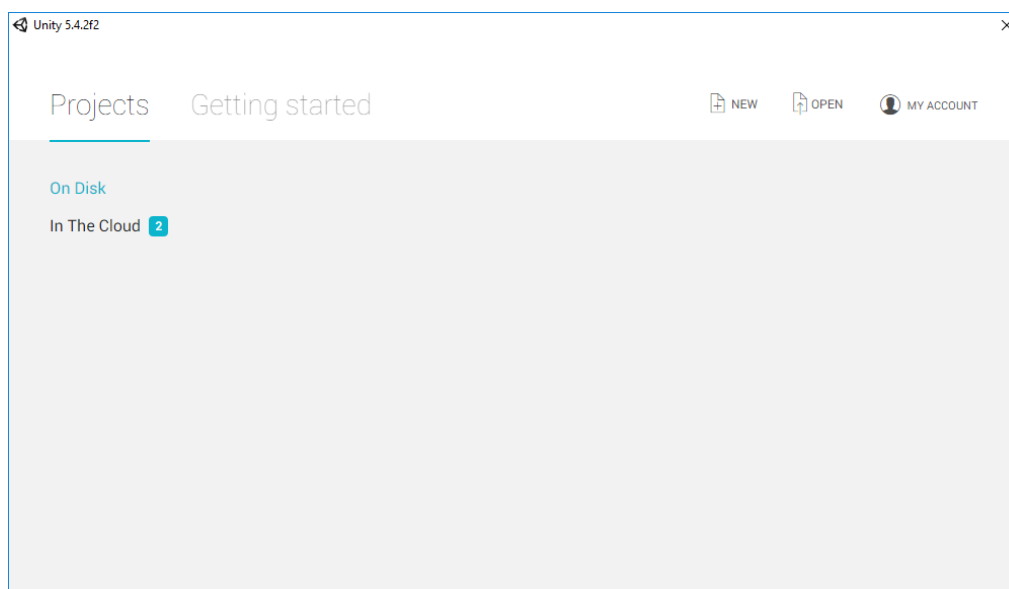 Unity 5.4.2f2
Projects Getting started NEW OPEN MY ACCOUNT
On Disk
In The Cloud 2